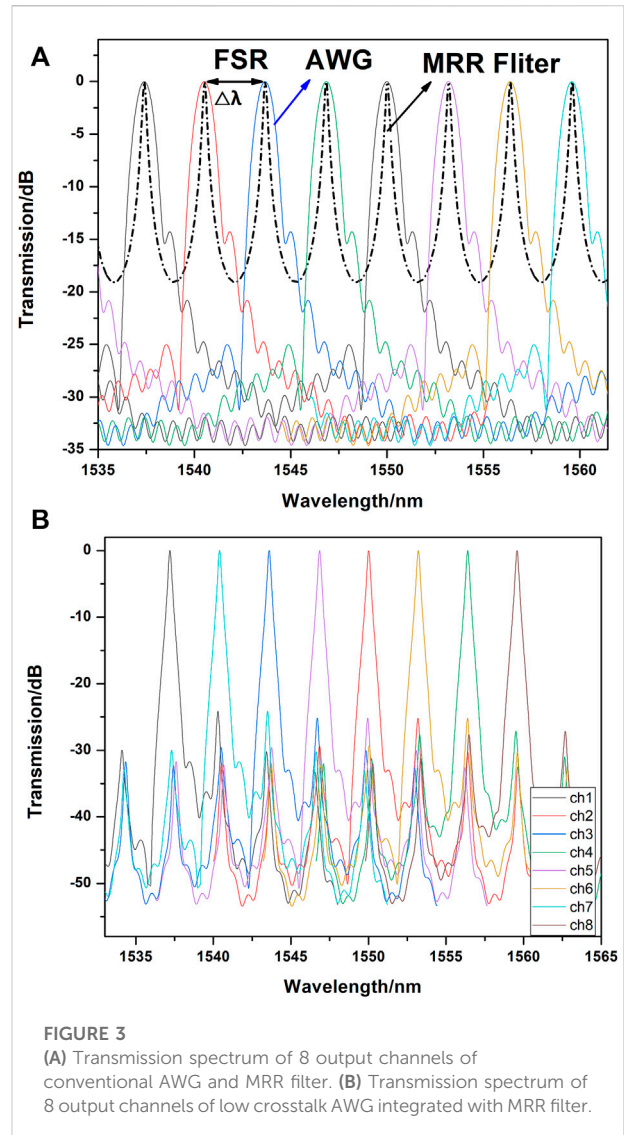 A
FSR
AWG
MRR Fliter
Δλ
0
-5
-10
-15
-20
-25
-30
-35
Transmission/dB
1535
1540
1545
1550
1555
1560
Wavelength/nm
B
0
-10
-20
-30
-40
-50
Transmission/dB
ch1
ch2
ch3
ch4
ch5
ch6
ch7
ch8
1535
1540
1545
1550
1555
1560
1565
Wavelength/nm
FIGURE 3
(A) Transmission spectrum of 8 output channels of
conventional AWG and MRR filter. (B) Transmission spectrum of
8 output channels of low crosstalk AWG integrated with MRR filter.